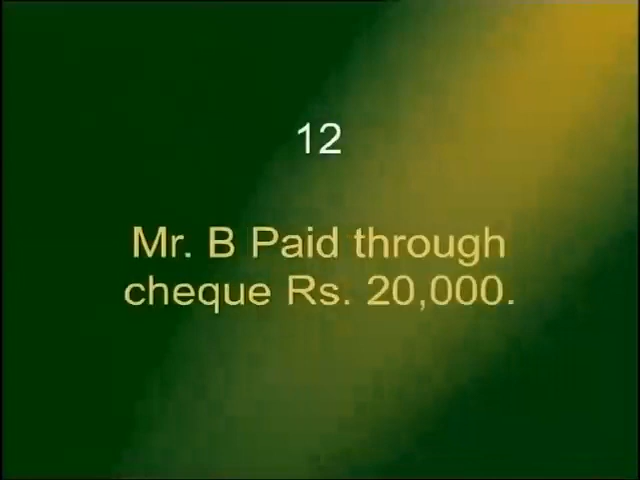 12
Mr. B Paid through
cheque Rs. 20,000.